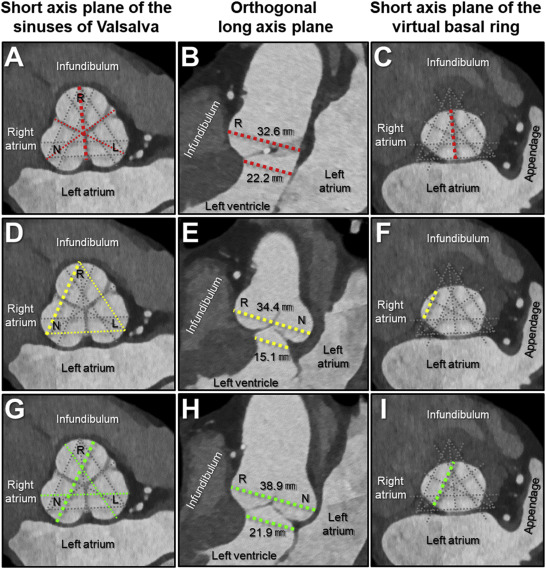 Short axis plane of the
sinuses of Valsalva
Orthogonal
long axis plane
Short axis plane of the
virtual basal ring
A
Infundibulum
R
Right
atrium
N
L
Left atrium
B
Infundibulum
R
32.6 mm
22.2 mm
Left
atrium
Left ventricle
C
Infundibulum
Right
atrium
Appendage
Left atrium
D
Infundibulum
R
Right
atrium
N
L
Left atrium
E
Infundibulum
R
34.4 mm
N
15.1 mm
Left
atrium
Left ventricle
F
Infundibulum
Right
atrium
Appendage
Left atrium
G
Infundibulum
R
Right
atrium
N
L
Left atrium
H
Infundibulum
R
38.9 mm
N
21.9 mm
Left
atrium
Left ventricle
I
Infundibulum
Right
atrium
Appendage
Left atrium